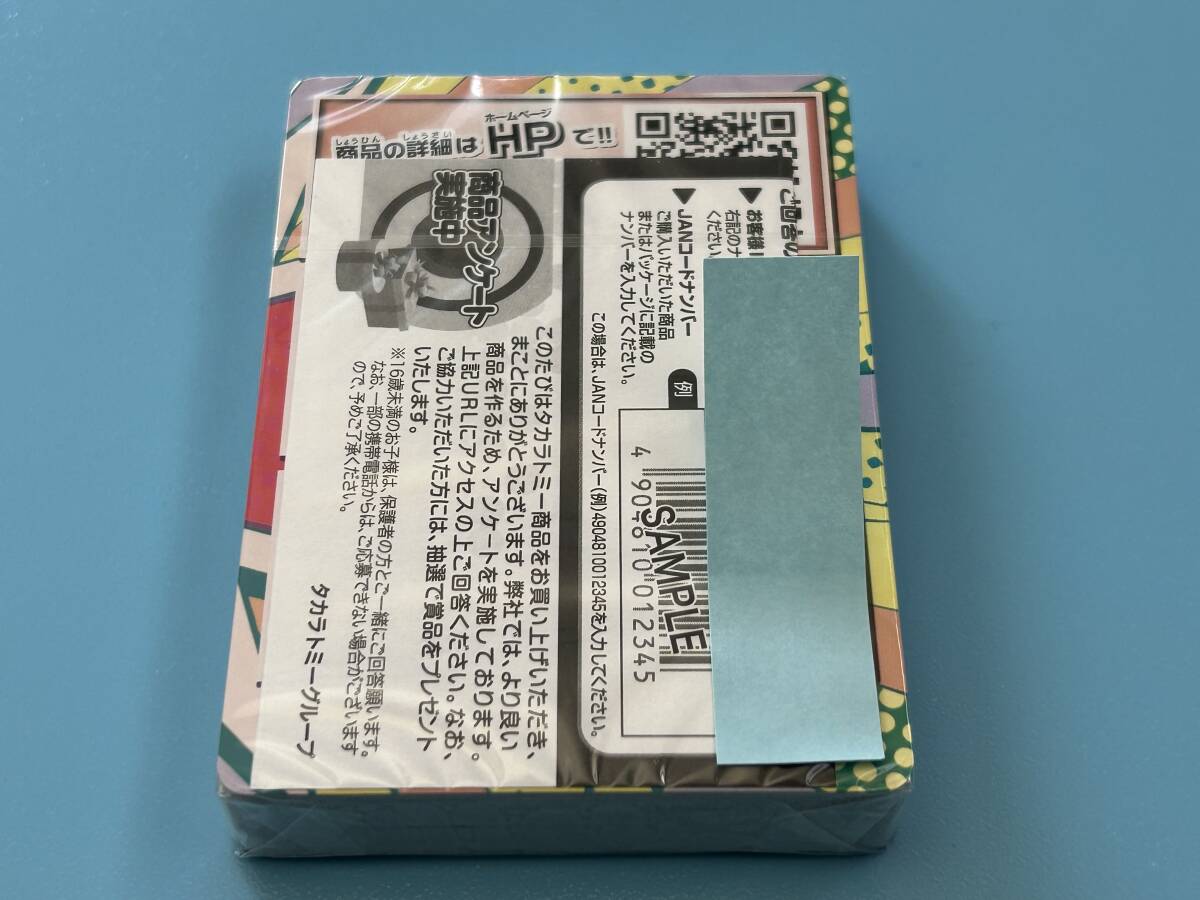 ホームページ
しょうひん しょうさい
商品の詳細はHPで!!
商品アンケート
実施中
このたびはタカラトミー商品をお買い上げいただき、
まことにありがとうございます。弊社では、より良い
商品を作るため、アンケートを実施しております。
上記URLにアクセスの上ご回答ください。なお、
ご協力いただいた方には、抽選で賞品をプレゼント
いたします。
※16歳未満のお子様は、保護者の方とご一緒にご回答願います。
なお、一部の携帯電話からは、ご応募できない場合がございます
ので、予めご了承ください。
タカラトミーグループ
ご回答の
▶お客様
右記のナ
ください
▶JANコードナンバー
ご購入いただいた商品
またはパッケージに記載の
ナンバーを入力してください。
例
4 904810 012345
SAMPLE
この場合は、JANコードナンバー(例)4904810012345を入力してください。